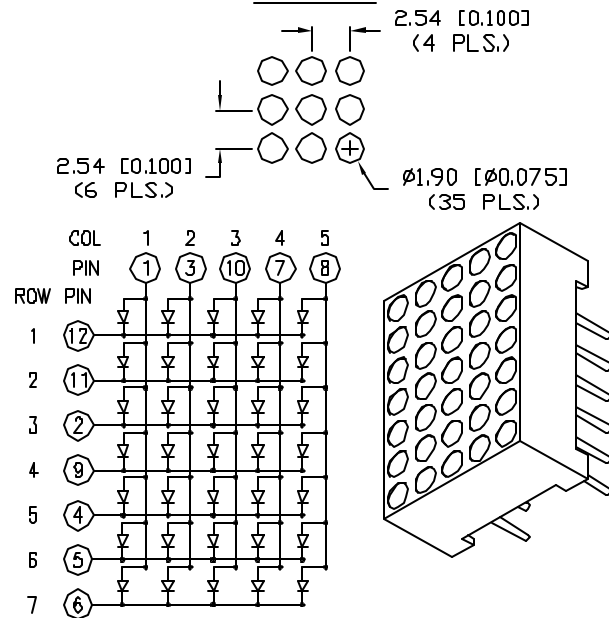 2.54 [0.100]
(4 PLS.)
2.54 [0.100]
(6 PLS.)
ø1.90 [ø0.075]
(35 PLS.)
COL 1 2 3 4 5
PIN 1 3 10 7 8
ROW PIN
1 12
2 11
3 2
4 9
5 4
6 5
7 6